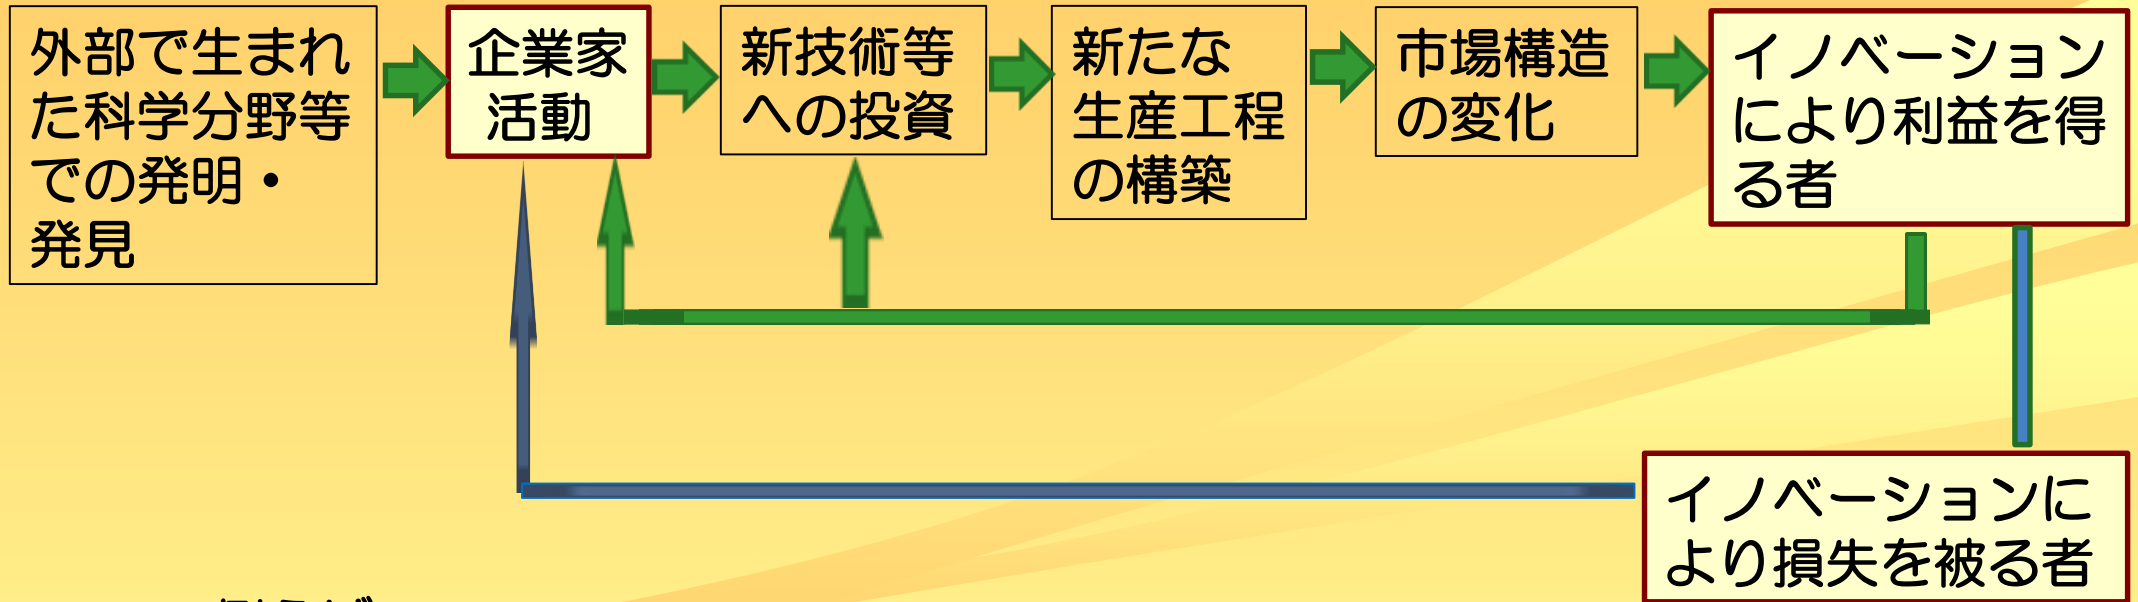 外部で生まれ
た科学分野等
での発明・
発見
企業家
活動
新技術等
への投資
新たな
生産工程
の構築
市場構造
の変化
イノベーション
により利益を得
る者
イノベーションに
より損失を被る者